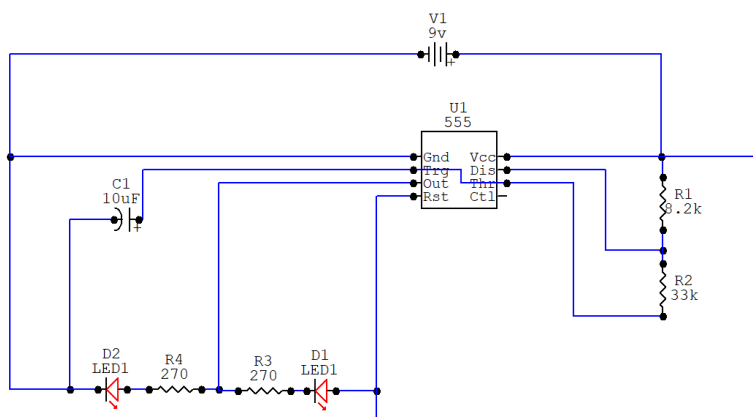 V1
9v
+
U1
555
Gnd Vcc
Trg Dis
Out Thr
Rst Ctl
C1
10uF
+
R1
8.2k
R2
33k
D2
LED1
R4
270
R3
270
D1
LED1